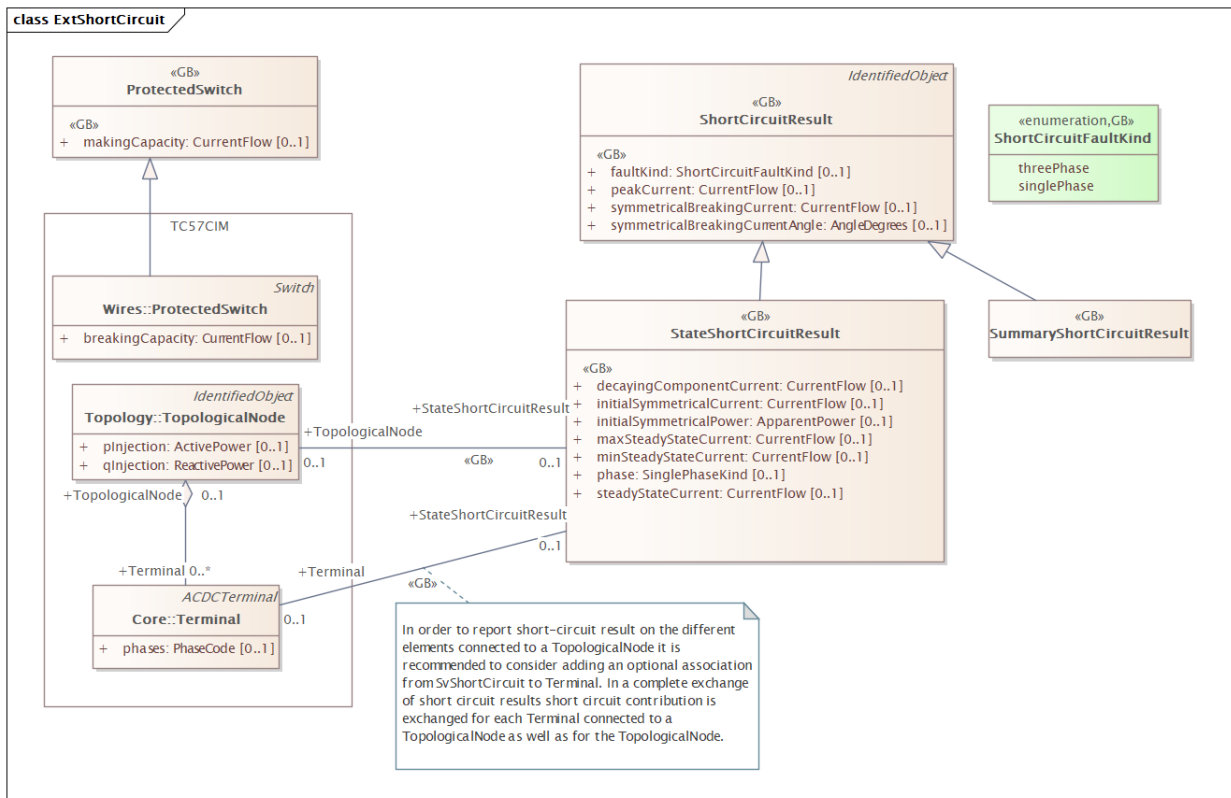 class ExtShortCircuit
«GB»
ProtectedSwitch
«GB»
+ makingCapacity: CurrentFlow [0..1]
TC57CIM
Switch
Wires::ProtectedSwitch
+ breakingCapacity: CurrentFlow [0..1]
IdentifiedObject
Topology::TopologicalNode
+ pInjection: ActivePower [0..1]
+ qInjection: ReactivePower [0..1]
+TopologicalNode 0..1
+Terminal 0..*
ACDCTerminal
Core::Terminal
+ phases: PhaseCode [0..1]
+StateShortCircuitResult
+TopologicalNode
0..1
«GB»
0..1
+StateShortCircuitResult
0..1
+Terminal
«GB»
0..1
IdentifiedObject
«GB»
ShortCircuitResult
«GB»
+ faultKind: ShortCircuitFaultKind [0..1]
+ peakCurrent: CurrentFlow [0..1]
+ symmetricalBreakingCurrent: CurrentFlow [0..1]
+ symmetricalBreakingCurrentAngle: AngleDegrees [0..1]
«enumeration,GB»
ShortCircuitFaultKind
threePhase
singlePhase
«GB»
StateShortCircuitResult
«GB»
+ decayingComponentCurrent: CurrentFlow [0..1]
+ initialSymmetricalCurrent: CurrentFlow [0..1]
+ initialSymmetricalPower: ApparentPower [0..1]
+ maxSteadyStateCurrent: CurrentFlow [0..1]
+ minSteadyStateCurrent: CurrentFlow [0..1]
+ phase: SinglePhaseKind [0..1]
+ steadyStateCurrent: CurrentFlow [0..1]
«GB»
SummaryShortCircuitResult
In order to report short-circuit result on the different
elements connected to a TopologicalNode it is
recommended to consider adding an optional association
from SvShortCircuit to Terminal. In a complete exchange
of short circuit results short circuit contribution is
exchanged for each Terminal connected to a
TopologicalNode as well as for the TopologicalNode.